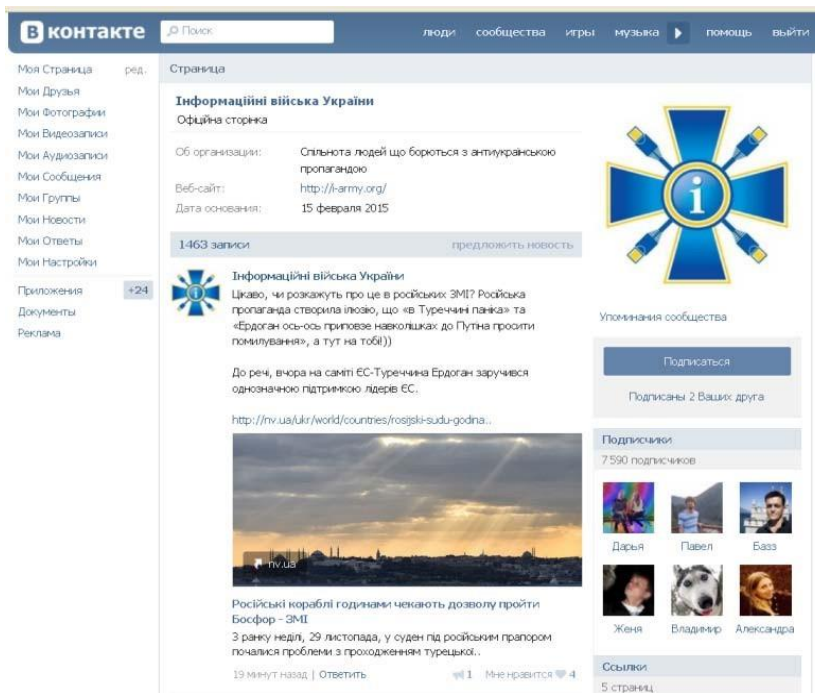 В контакте
Поиск
люди сообщества игры музыка помощь выйти
Моя Страница ред.
Мои Друзья
Мои Фотографии
Мои Видеозаписи
Мои Аудиозаписи
Мои Сообщения
Мои Группы
Мои Новости
Мои Ответы
Мои Настройки
Приложения +24
Документы
Реклама
Страница
Інформаційні війська України
Офіційна сторінка
Об организации: Спільнота людей що борються з антиукраїнською
пропагандою
Веб-сайт: http://i-army.org/
Дата основания: 15 февраля 2015
1463 записи предложить новость
Інформаційні війська України
Цікаво, чи розкажуть про це в російських ЗМІ? Російська
пропаганда створила ілюзію, що «в Туреччині паніка» та
«Ердоган ось-ось приповзе навколішках до Путіна просити
помилування», а тут на тобі!))
До речі, вчора на саміті ЄС-Туреччина Ердоган заручився
однозначною підтримкою лідерів ЄС.
http://nv.ua/ukr/world/countries/rosijski-sudu-godina..
nv.ua
Російські кораблі годинами чекають дозволу пройти
Босфор - ЗМІ
З ранку неділі, 29 листопада, у суден під російським прапором
почалися проблеми з проходженням турецької..
19 минут назад | Ответить 1 Мне нравится 4
i
Упоминания сообщества
Подписаться
Подписаны 2 Ваших друга
Подписчики
7 590 подписчиков
Дарья Павел Базз
Женя Владимир Александра
Ссылки
5 страниц